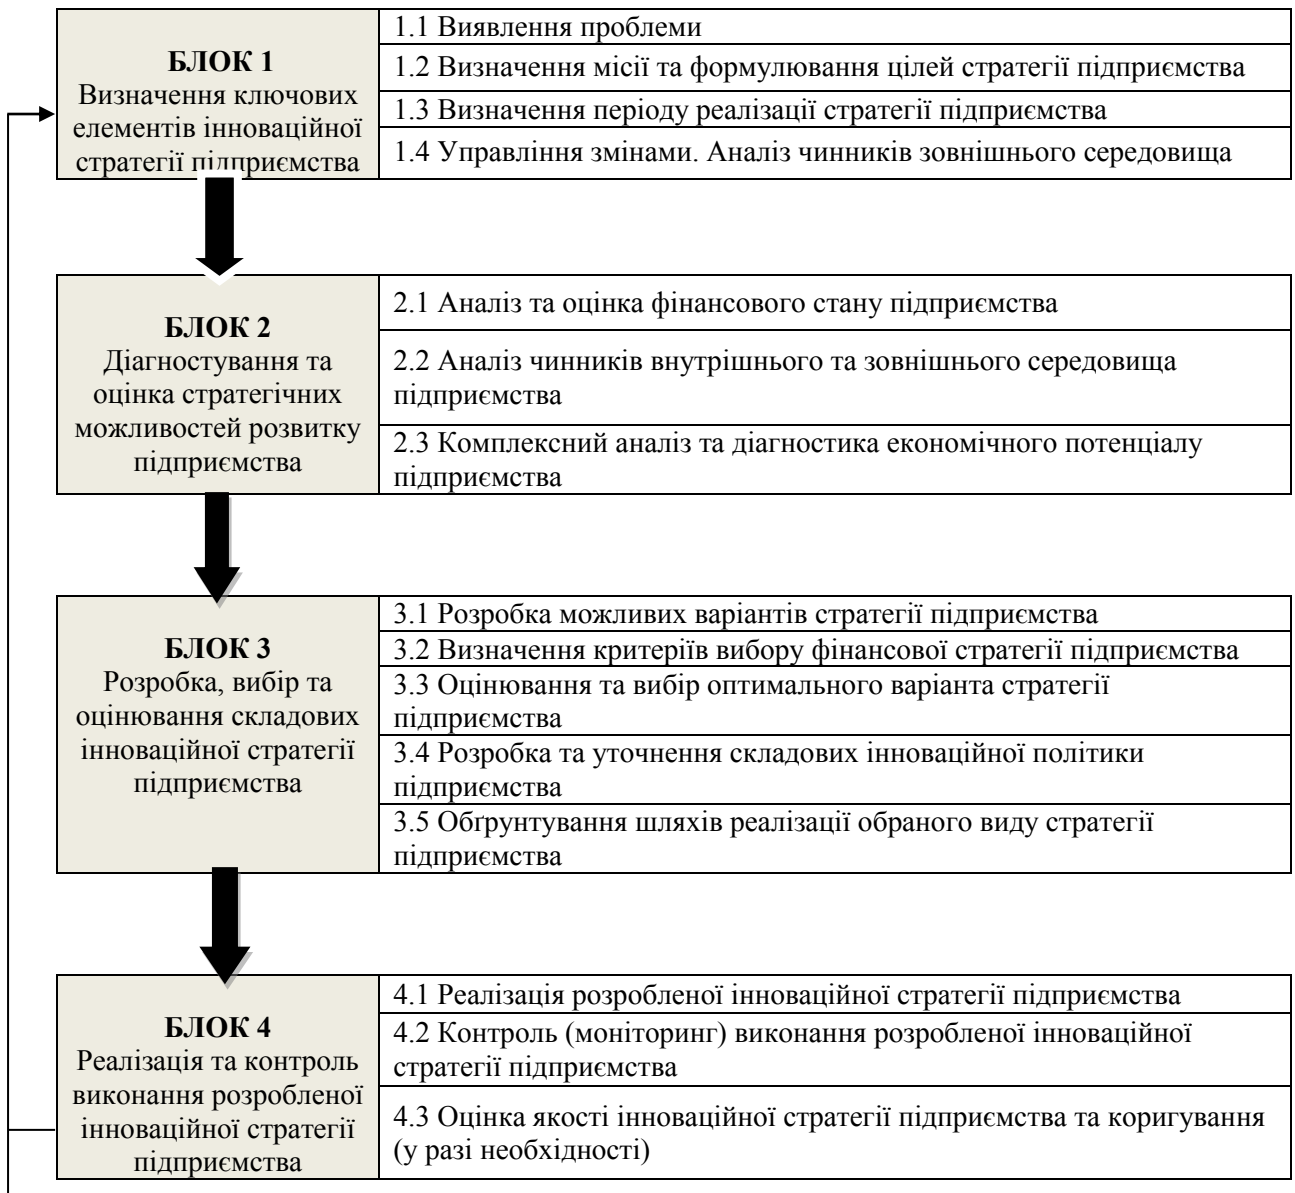 БЛОК 1
Визначення ключових
елементів інноваційної
стратегії підприємства
1.1 Виявлення проблеми
1.2 Визначення місії та формулювання цілей стратегії підприємства
1.3 Визначення періоду реалізації стратегії підприємства
1.4 Управління змінами. Аналіз чинників зовнішнього середовища
БЛОК 2
Діагностування та
оцінка стратегічних
можливостей розвитку
підприємства
2.1 Аналіз та оцінка фінансового стану підприємства
2.2 Аналіз чинників внутрішнього та зовнішнього середовища
підприємства
2.3 Комплексний аналіз та діагностика економічного потенціалу
підприємства
БЛОК 3
Розробка, вибір та
оцінювання складових
інноваційної стратегії
підприємства
3.1 Розробка можливих варіантів стратегії підприємства
3.2 Визначення критеріїв вибору фінансової стратегії підприємства
3.3 Оцінювання та вибір оптимального варіанта стратегії
підприємства
3.4 Розробка та уточнення складових інноваційної політики
підприємства
3.5 Обґрунтування шляхів реалізації обраного виду стратегії
підприємства
БЛОК 4
Реалізація та контроль
виконання розробленої
інноваційної стратегії
підприємства
4.1 Реалізація розробленої інноваційної стратегії підприємства
4.2 Контроль (моніторинг) виконання розробленої інноваційної
стратегії підприємства
4.3 Оцінка якості інноваційної стратегії підприємства та коригування
(у разі необхідності)